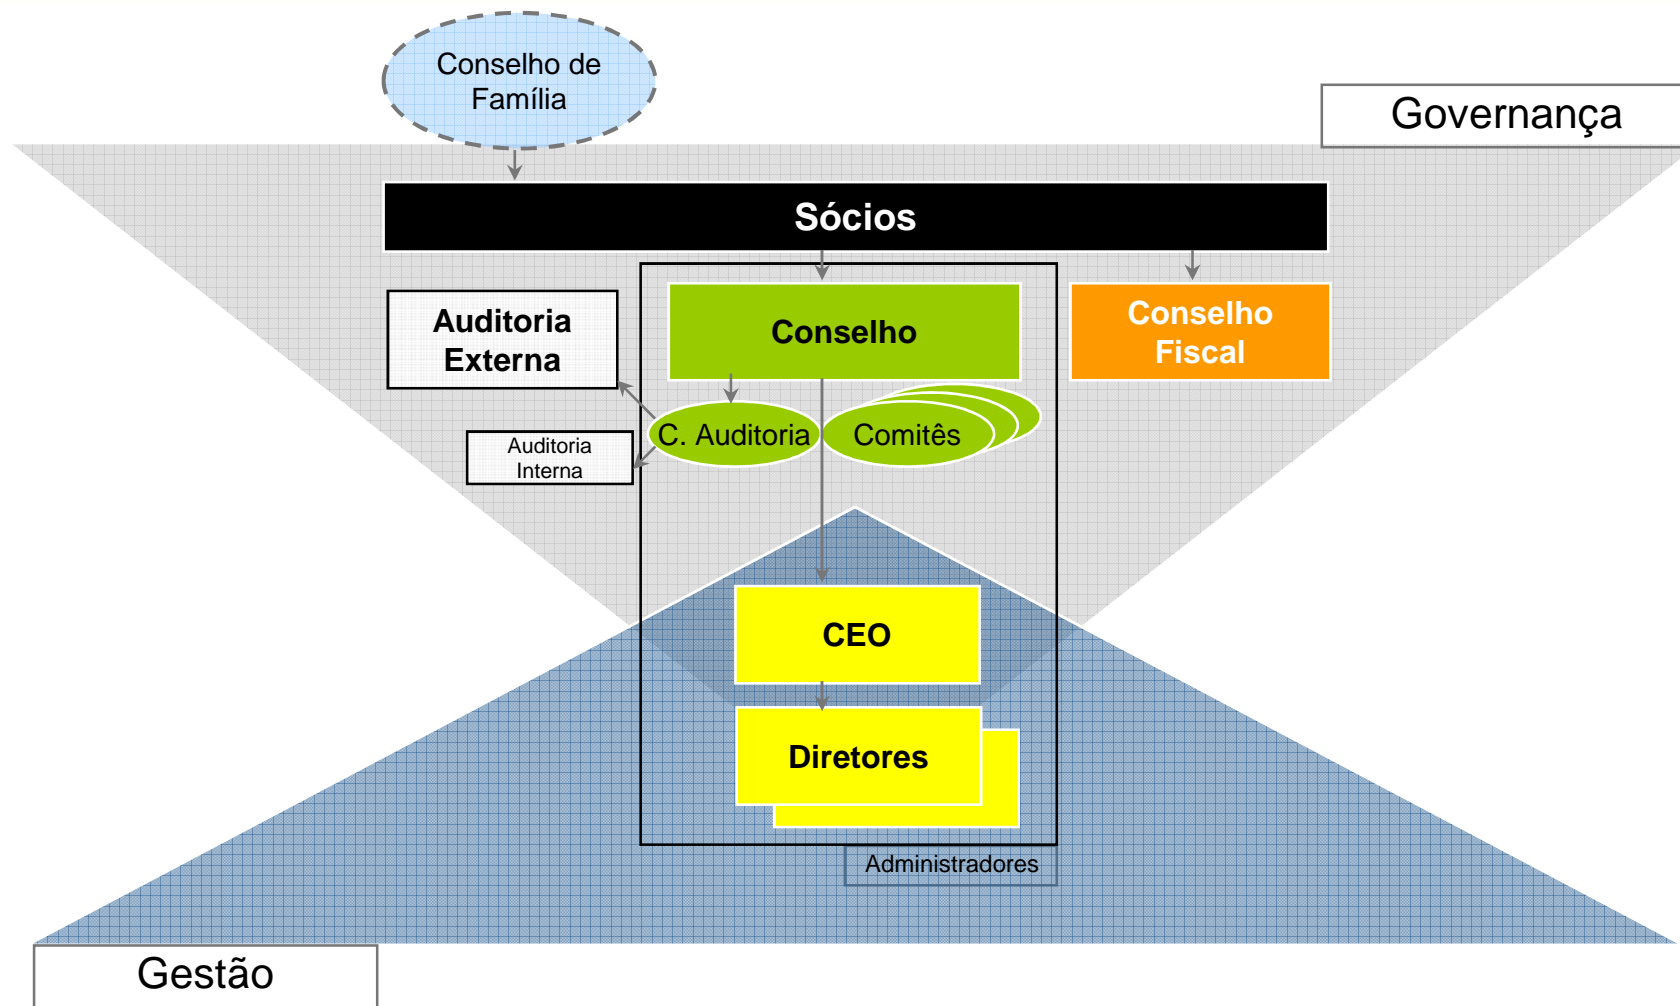 Conselho de
Família
Governança
Sócios
Auditoria
Externa
Conselho
Conselho
Fiscal
C. Auditoria
Comitês
Auditoria
Interna
CEO
Diretores
Administradores
Gestão